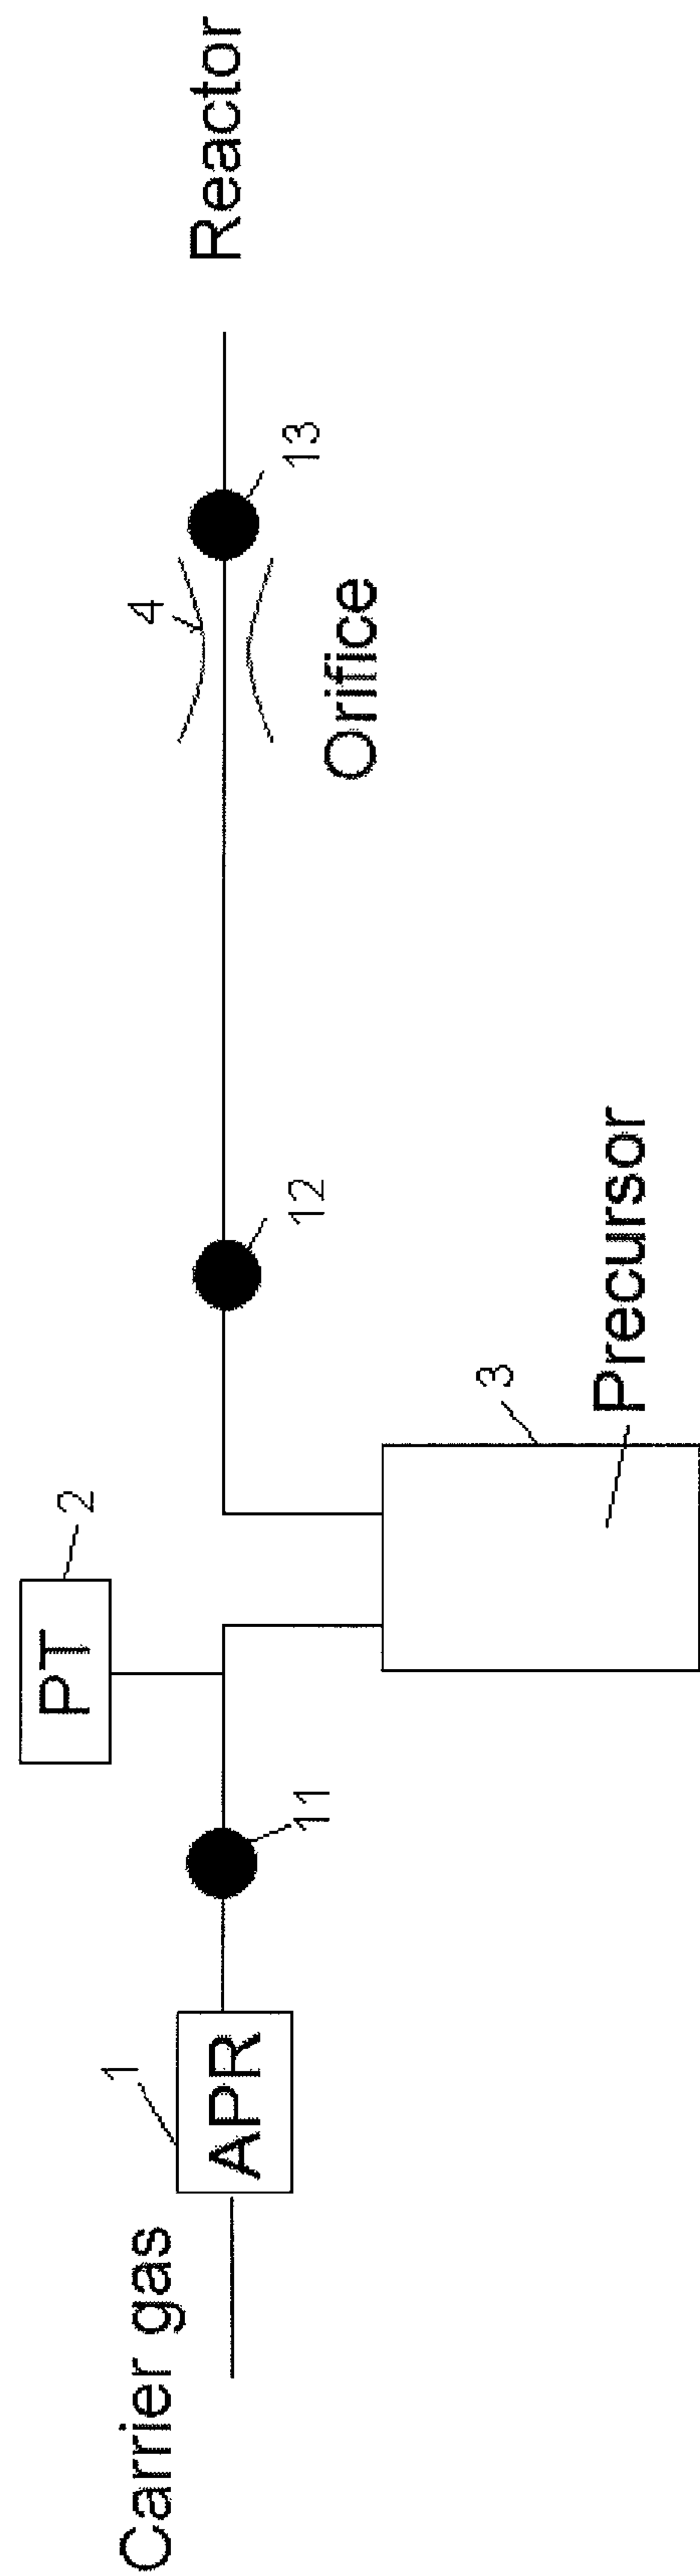 Carrier gas
1
APR
11
PT
2
3
Precursor
12
4
Orifice
13
Reactor